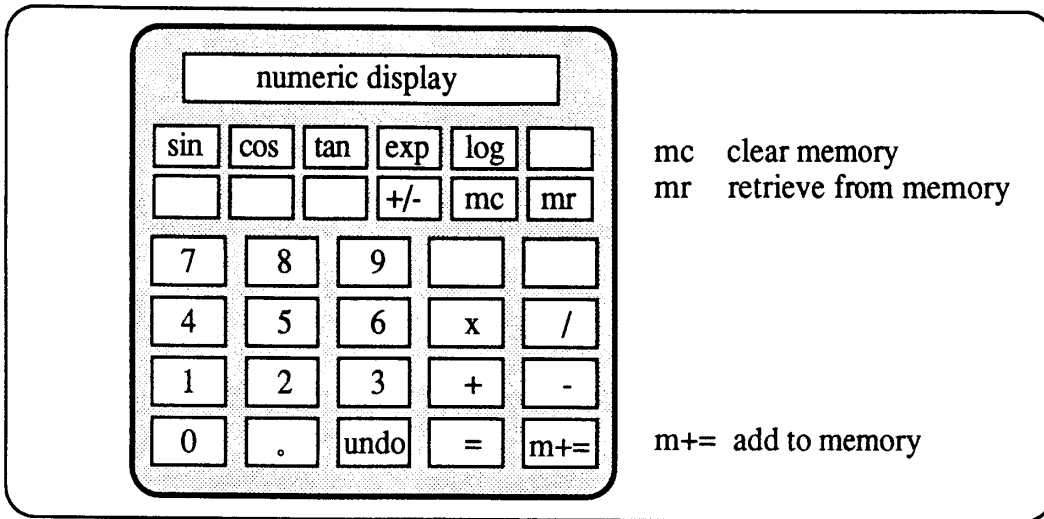 numeric display
sin cos tan exp log
+/- mc mr
mc clear memory
mr retrieve from memory
7 8 9
4 5 6 x /
1 2 3 + -
0 . undo = m+=
m+= add to memory